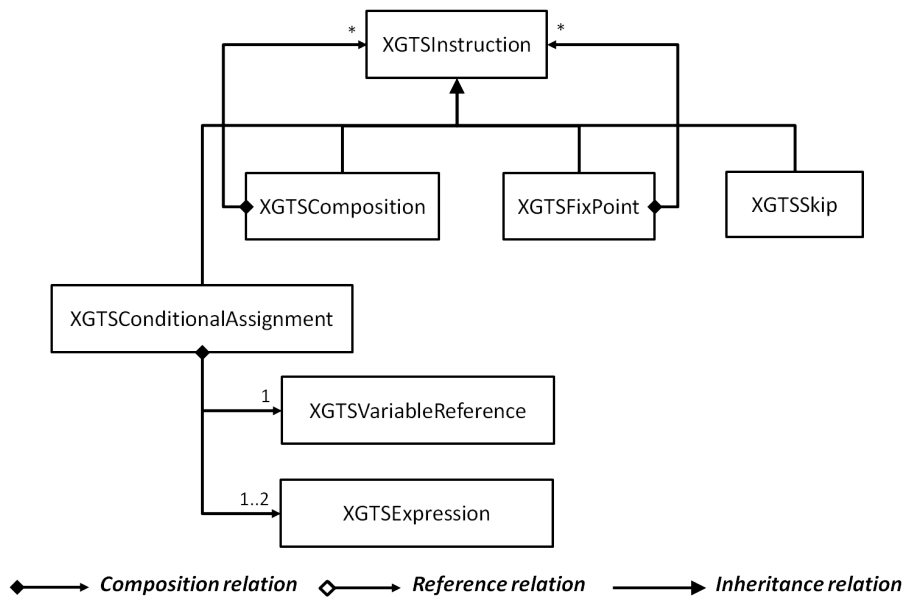 * XGTSInstruction *
XGTSComposition XGTSFixPoint XGTSSkip
XGTSConditionalAssignment
1 XGTSVariableReference
1..2 XGTSExpression
Composition relation Reference relation Inheritance relation